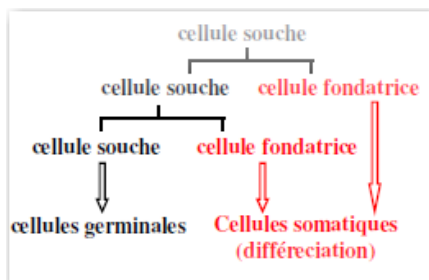 cellule souche
cellule souche cellule fondatrice
cellule souche cellule fondatrice
cellules germinales Cellules somatiques
(différeciation)